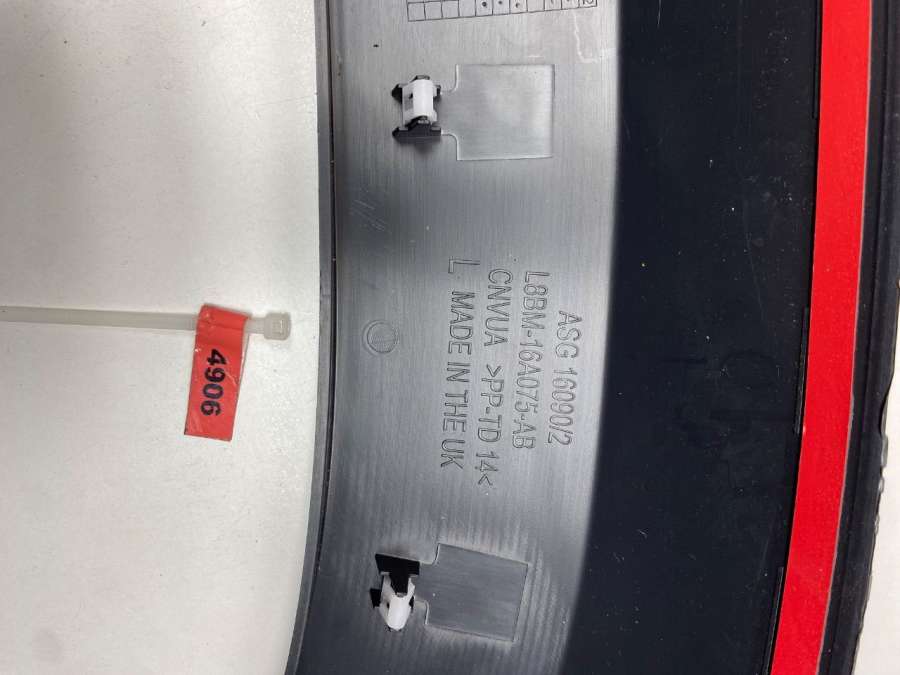 ASG 16090/2
L8BM-16A075-AB
CNVUA >PP-TD 14<
L MADE IN THE UK
4906